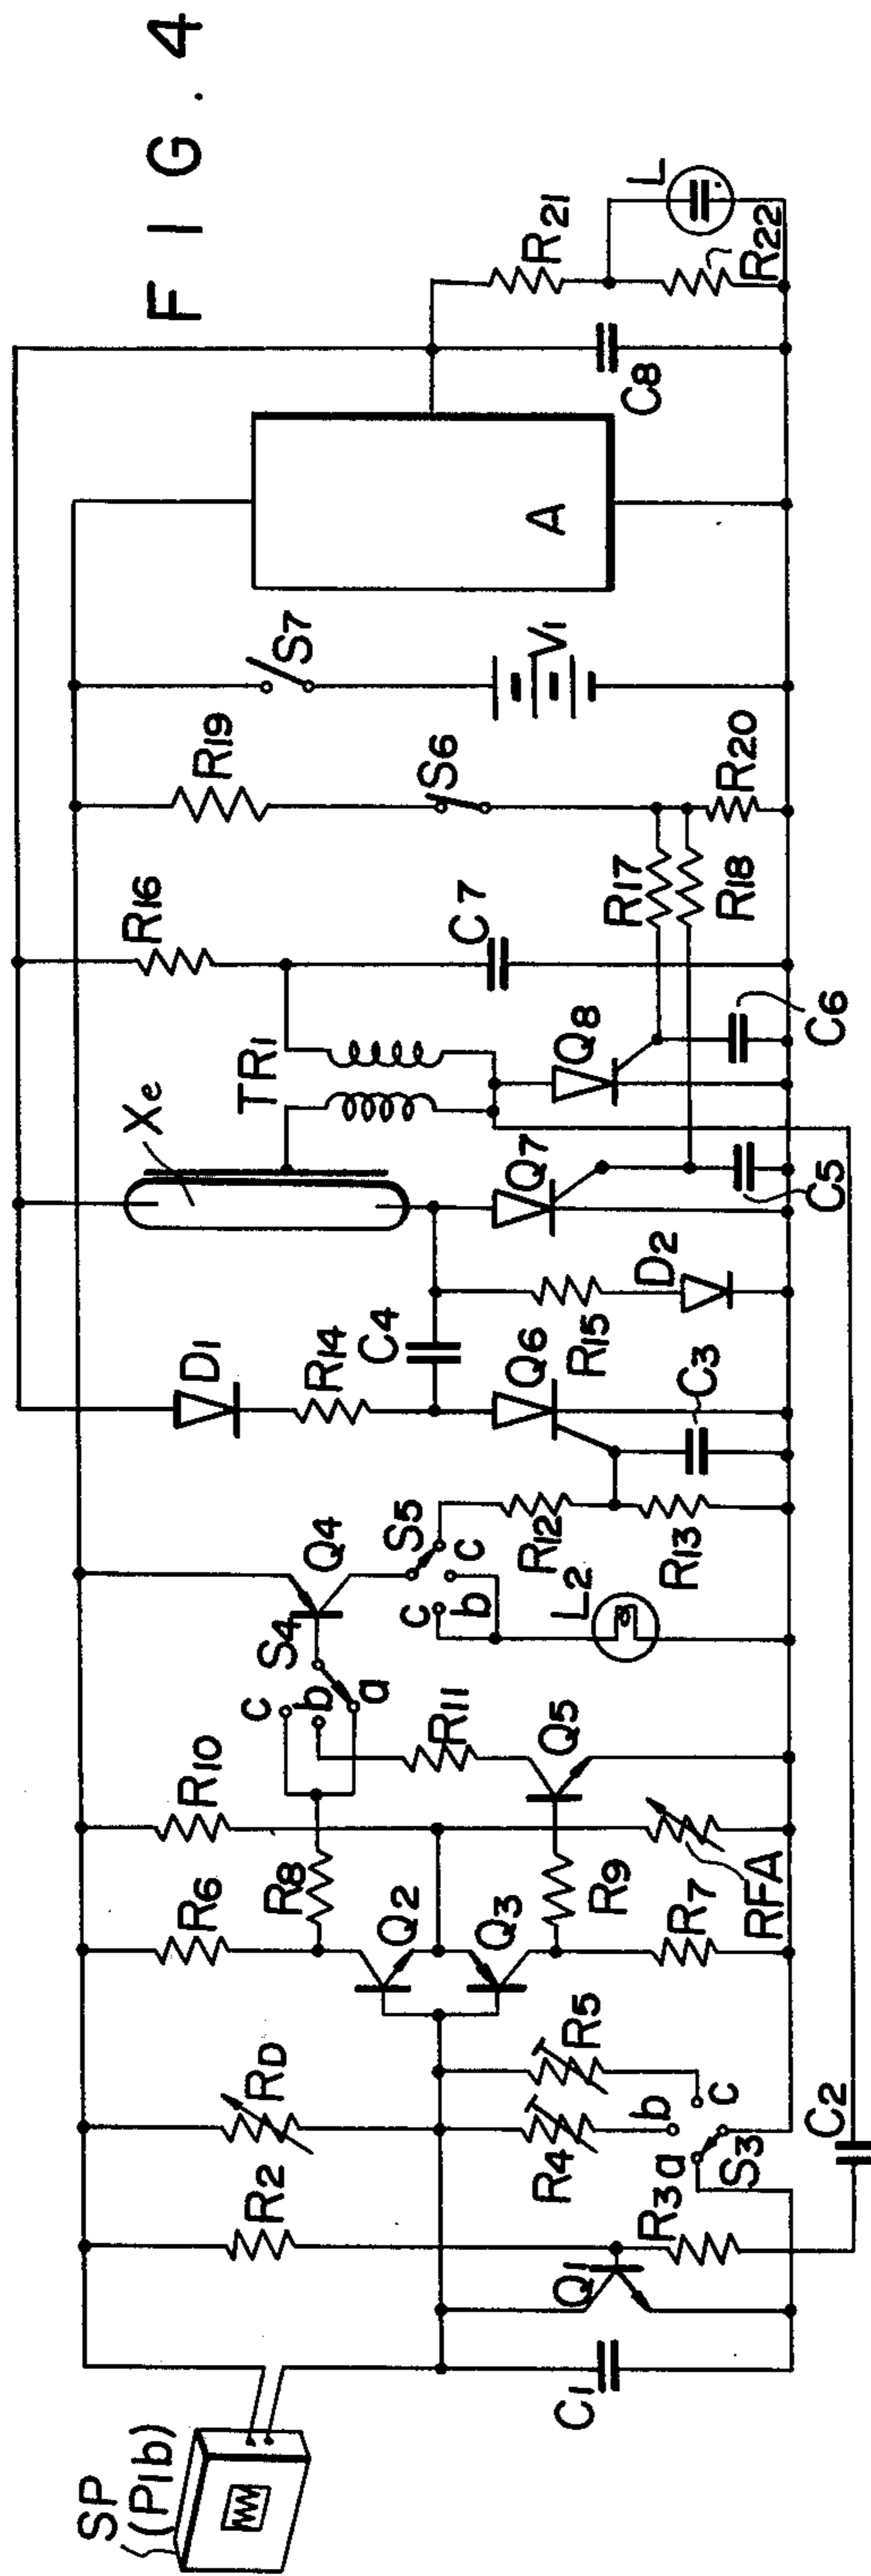 FIG. 4
SP
(P1b)
C1
Q1
R2
RD
R3
a
b
c
S3
R4
R5
C2
R6
R8
Q2
Q3
R9
R7
R10
RFA
Q5
R11
c
b
a
S4
Q4
S5
c
b
c
L2
R12
R13
C3
D1
R14
C4
Q6
R15
D2
Xe
TR1
Q7
C5
Q8
C6
R16
C7
R17
R18
R19
S6
R20
S7
V1
A
C8
R21
R22
L